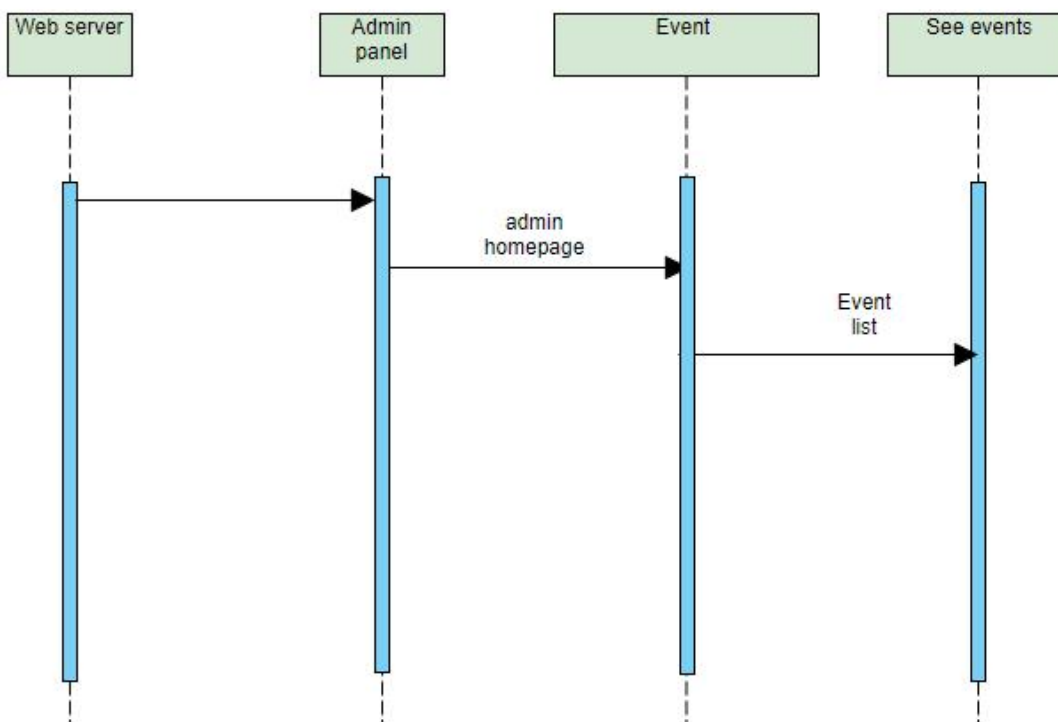 Web server
Admin
panel
Event
See events
admin
homepage
Event
list